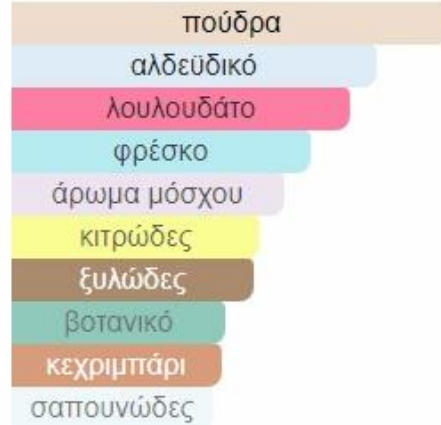 πούδρα
αλδεϋδικό
λουλουδάτο
φρέσκο
άρωμα μόσχου
κιτρώδες
ξυλώδες
βοτανικό
κεχριμπάρι
σαπουνώδες